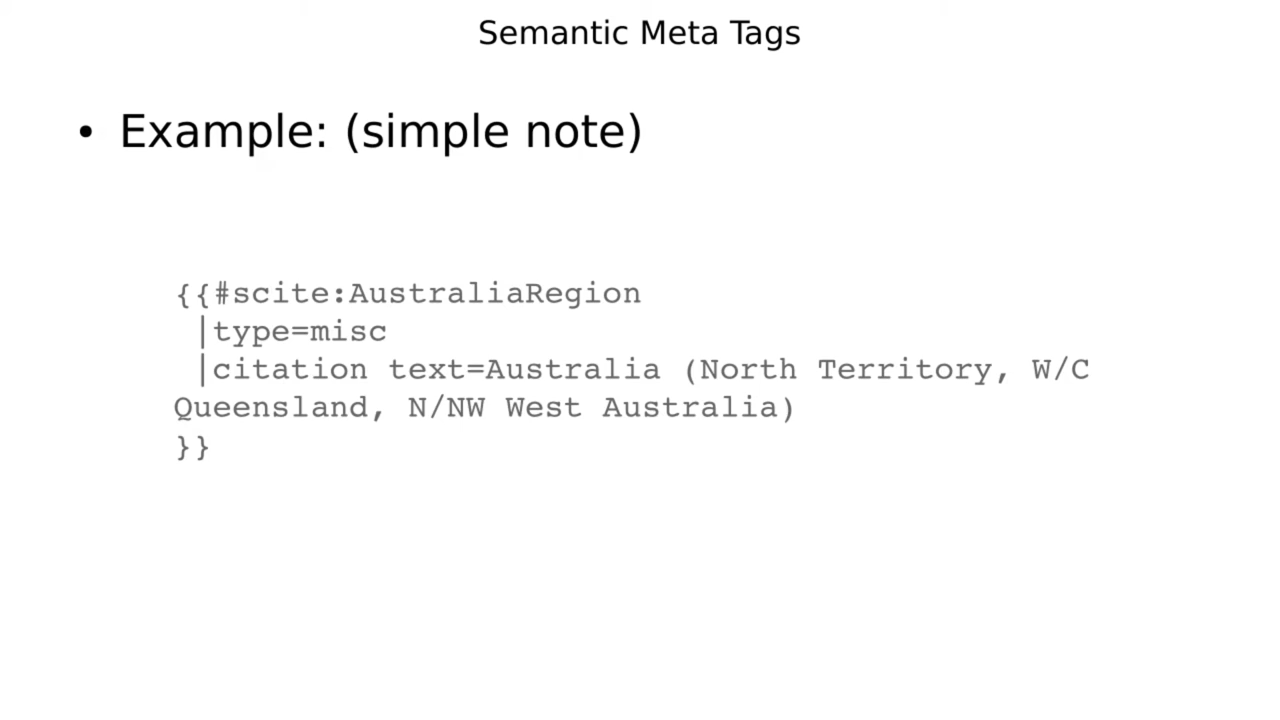 Semantic Meta Tags
• Example: (simple note)
{{#scite:AustraliaRegion
|type=misc
|citation text=Australia (North Territory, W/C
Queensland, N/NW West Australia)
}}